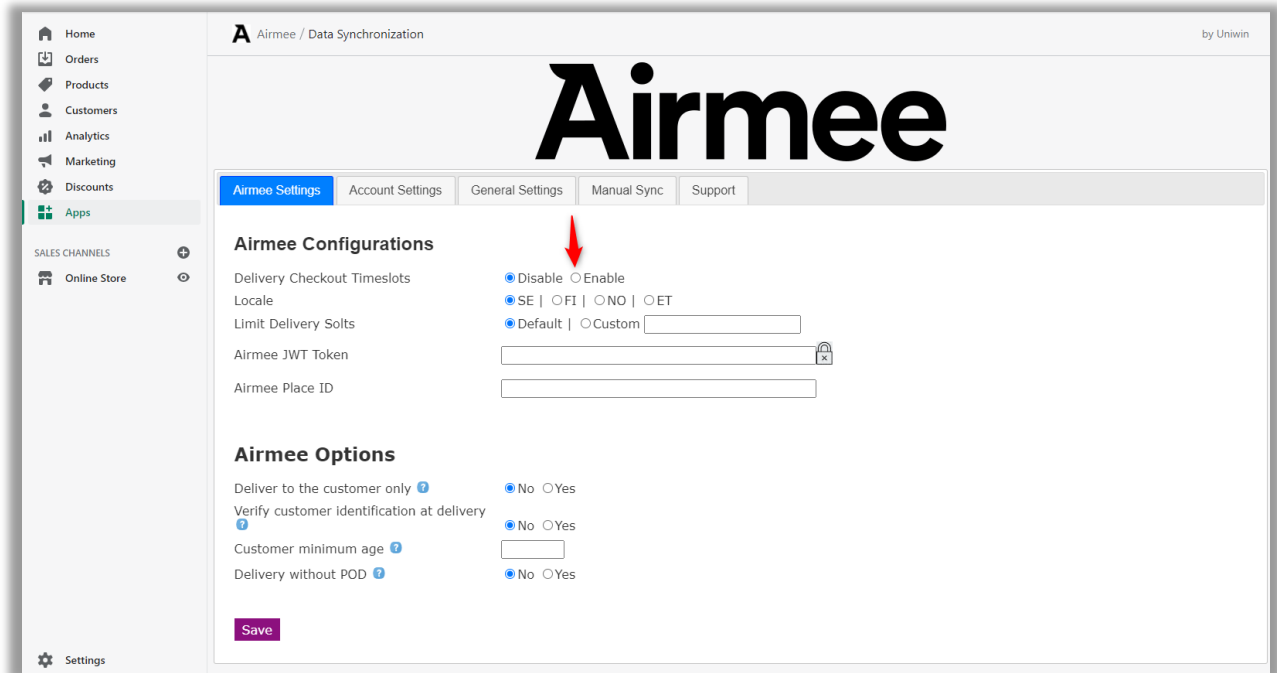 Home
Orders
Products
Customers
Analytics
Marketing
Discounts
Apps
SALES CHANNELS
Online Store
Settings
Airmee / Data Synchronization
by Uniwin
Airmee
Airmee Settings
Account Settings
General Settings
Manual Sync
Support
Airmee Configurations
Delivery Checkout Timeslots Disable Enable
Locale SE | FI | NO | ET
Limit Delivery Solts Default | Custom
Airmee JWT Token
Airmee Place ID
Airmee Options
Deliver to the customer only ? No Yes
Verify customer identification at delivery
? No Yes
Customer minimum age ?
Delivery without POD ? No Yes
Save